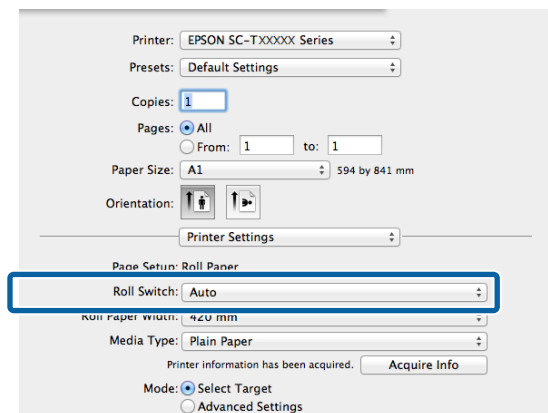 Printer: EPSON SC-TXXXXX Series
Presets: Default Settings
Copies: 1
Pages: All
From: 1 to: 1
Paper Size: A1 594 by 841 mm
Orientation:
Printer Settings
Page Setup: Roll Paper
Roll Switch: Auto
Roll Paper Width: 420 mm
Media Type: Plain Paper
Printer information has been acquired. Acquire Info
Mode: Select Target
Advanced Settings